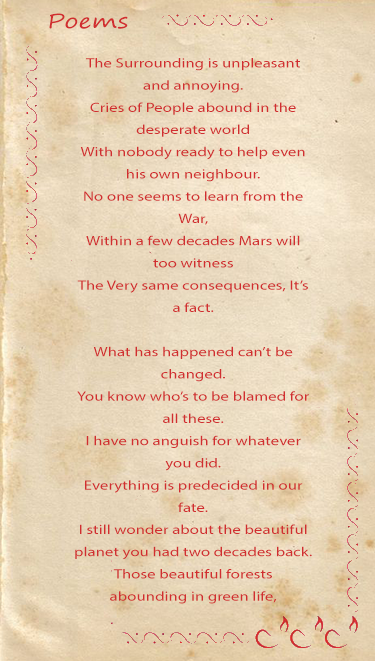 Poems
The Surrounding is unpleasant
and annoying.
Cries of People abound in the
desperate world
With nobody ready to help even
his own neighbour.
No one seems to learn from the
War,
Within a few decades Mars will
too witness
The Very same consequences, It's
a fact.
What has happened can't be
changed.
You know who's to be blamed for
all these.
I have no anguish for whatever
you did.
Everything is predecided in our
fate.
I still wonder about the beautiful
planet you had two decades back.
Those beautiful forests
abounding in green life,